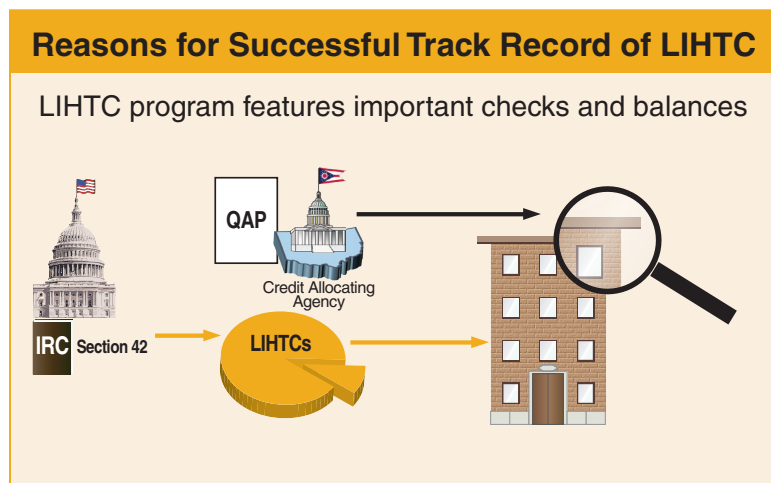 Reasons for Successful Track Record of LIHTC
LIHTC program features important checks and balances
QAP
Credit Allocating
Agency
IRC Section 42
LIHTCs